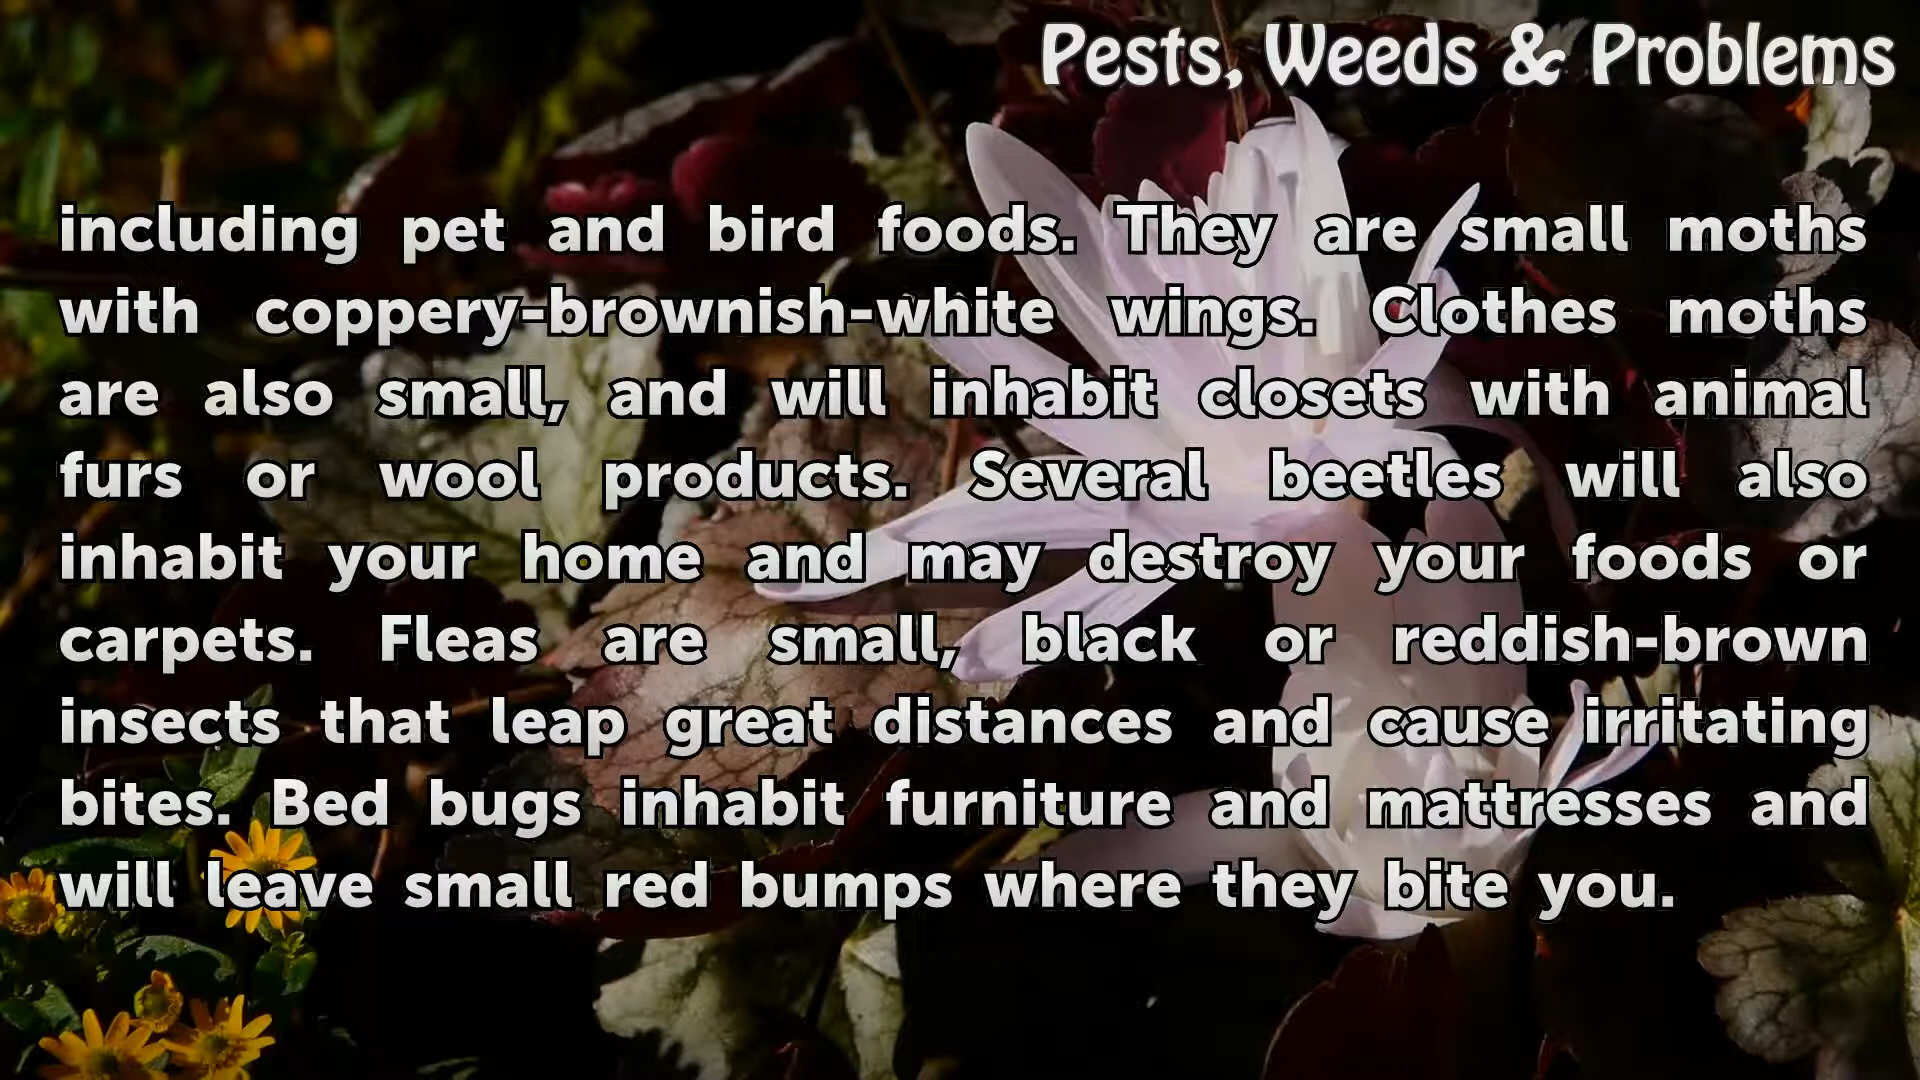 Pests, Weeds & Problems
including pet and bird foods. They are small moths
with coppery-brownish-white wings. Clothes moths
are also small, and will inhabit closets with animal
furs or wool products. Several beetles will also
inhabit your home and may destroy your foods or
carpets. Fleas are small, black or reddish-brown
insects that leap great distances and cause irritating
bites. Bed bugs inhabit furniture and mattresses and
will leave small red bumps where they bite you.